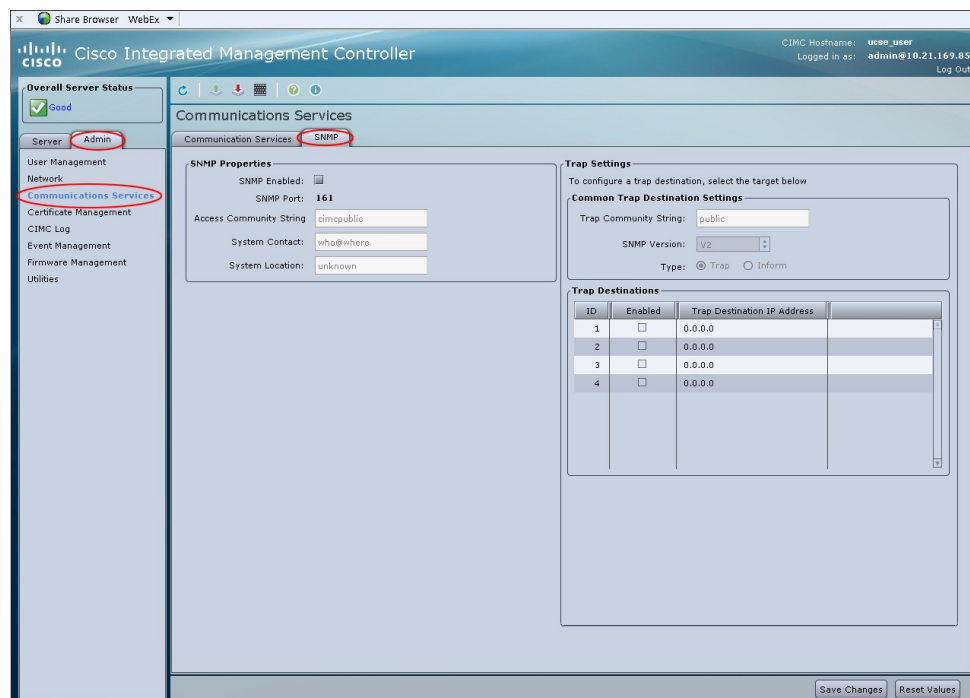 x Share Browser WebEx
CISCO Cisco Integrated Management Controller
CIMC Hostname: ucse_user
Logged in as: admin@10.21.169.85
Log Out
Overall Server Status
Good
Server Admin
User Management
Network
Communications Services
Certificate Management
CIMC Log
Event Management
Firmware Management
Utilities
Communications Services
Communication Services SNMP
SNMP Properties
SNMP Enabled:
SNMP Port: 161
Access Community String cimcpublic
System Contact: who@where
System Location: unknown
Trap Settings
To configure a trap destination, select the target below
Common Trap Destination Settings
Trap Community String: public
SNMP Version: V2
Type: Trap Inform
Trap Destinations
ID Enabled Trap Destination IP Address
1 0.0.0.0
2 0.0.0.0
3 0.0.0.0
4 0.0.0.0
Save Changes Reset Values